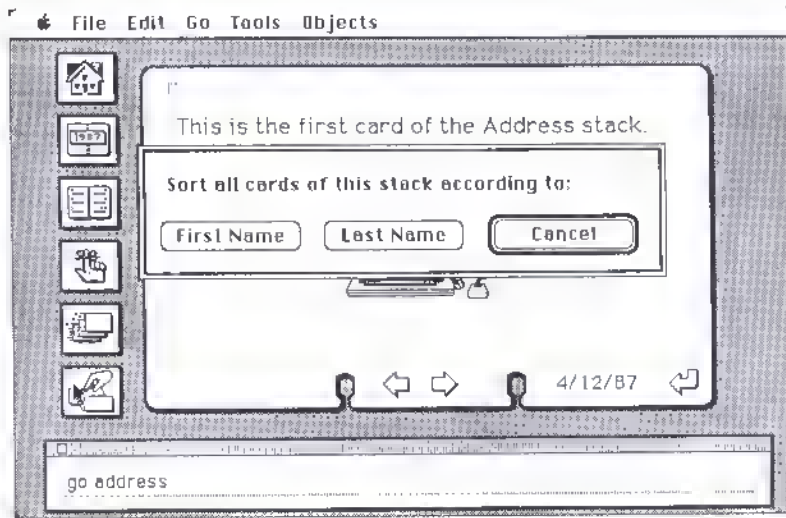 File Edit Go Tools Objects
1987
This is the first card of the Address stack.
Sort all cards of this stack according to:
First Name Last Name Cancel
4/12/87
go address